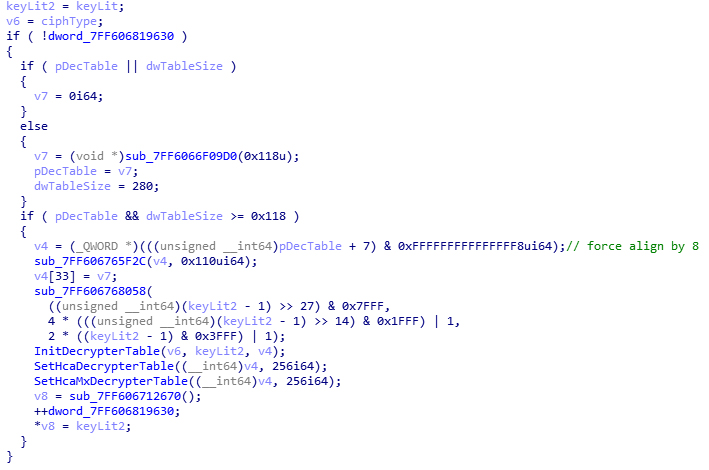 keyLit2 = keyLit;
v6 = ciphType;
if ( !dword_7FF606819630 )
{
  if ( pDecTable || dwTableSize )
  {
    v7 = 0i64;
  }
  else
  {
    v7 = (void *)sub_7FF6066F09D0(0x118u);
    pDecTable = v7;
    dwTableSize = 280;
  }
  if ( pDecTable && dwTableSize >= 0x118 )
  {
    v4 = (_QWORD *)(((unsigned __int64)pDecTable + 7) & 0xFFFFFFFFFFFFFFF8ui64);// force align by 8
    sub_7FF606765F2C(v4, 0x110ui64);
    v4[33] = v7;
    sub_7FF606768058(
      ((unsigned __int64)(keyLit2 - 1) >> 27) & 0x7FFF,
      4 * (((unsigned __int64)(keyLit2 - 1) >> 14) & 0x1FFF) | 1,
      2 * ((keyLit2 - 1) & 0x3FFF) | 1);
    InitDecrypterTable(v6, keyLit2, v4);
    SetHcaDecrypterTable((__int64)v4, 256i64);
    SetHcaMxDecrypterTable((__int64)v4, 256i64);
    v8 = sub_7FF606712670();
    ++dword_7FF606819630;
    *v8 = keyLit2;
  }
}